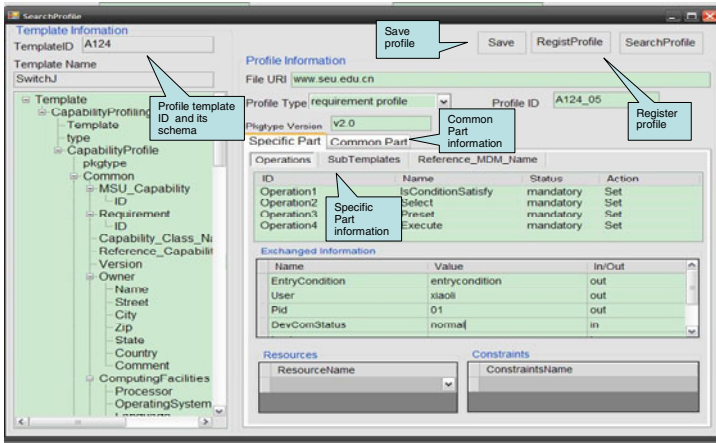 SearchProfile
Template Infomation
TemplateID A124
Template Name
SwitchJ
Template
CapabilityProfiling
Template
type
CapabilityProfile
pkgtype
Common
MSU_Capability
ID
Requirement
ID
Capability_Class_Na
Reference_Capabilit
Version
Owner
Name
Street
City
Zip
State
Country
Comment
ComputingFacilities
Processor
OperatingSystem
Language
Profile template
ID and its
schema
Save
profile
Save RegistProfile SearchProfile
Profile Information
File URI www.seu.edu.cn
Profile Type requirement profile Profile ID A124_05
Pkgtype Version v2.0
Register
profile
Common
Part
information
Specific Part Common Part
Operations SubTemplates Reference_MDM_Name
ID Name Status Action
Operation1 IsConditionSatisfy mandatory Set
Operation2 Select mandatory Set
Operation3 Preset mandatory Set
Operation4 Execute mandatory Set
Specific
Part
information
Exchanged Information
Name Value In/Out
EntryCondition entrycondition out
User xiaoli out
Pid 01 out
DevComStatus normal in
Resources
ResourceName
Constraints
ConstraintsName